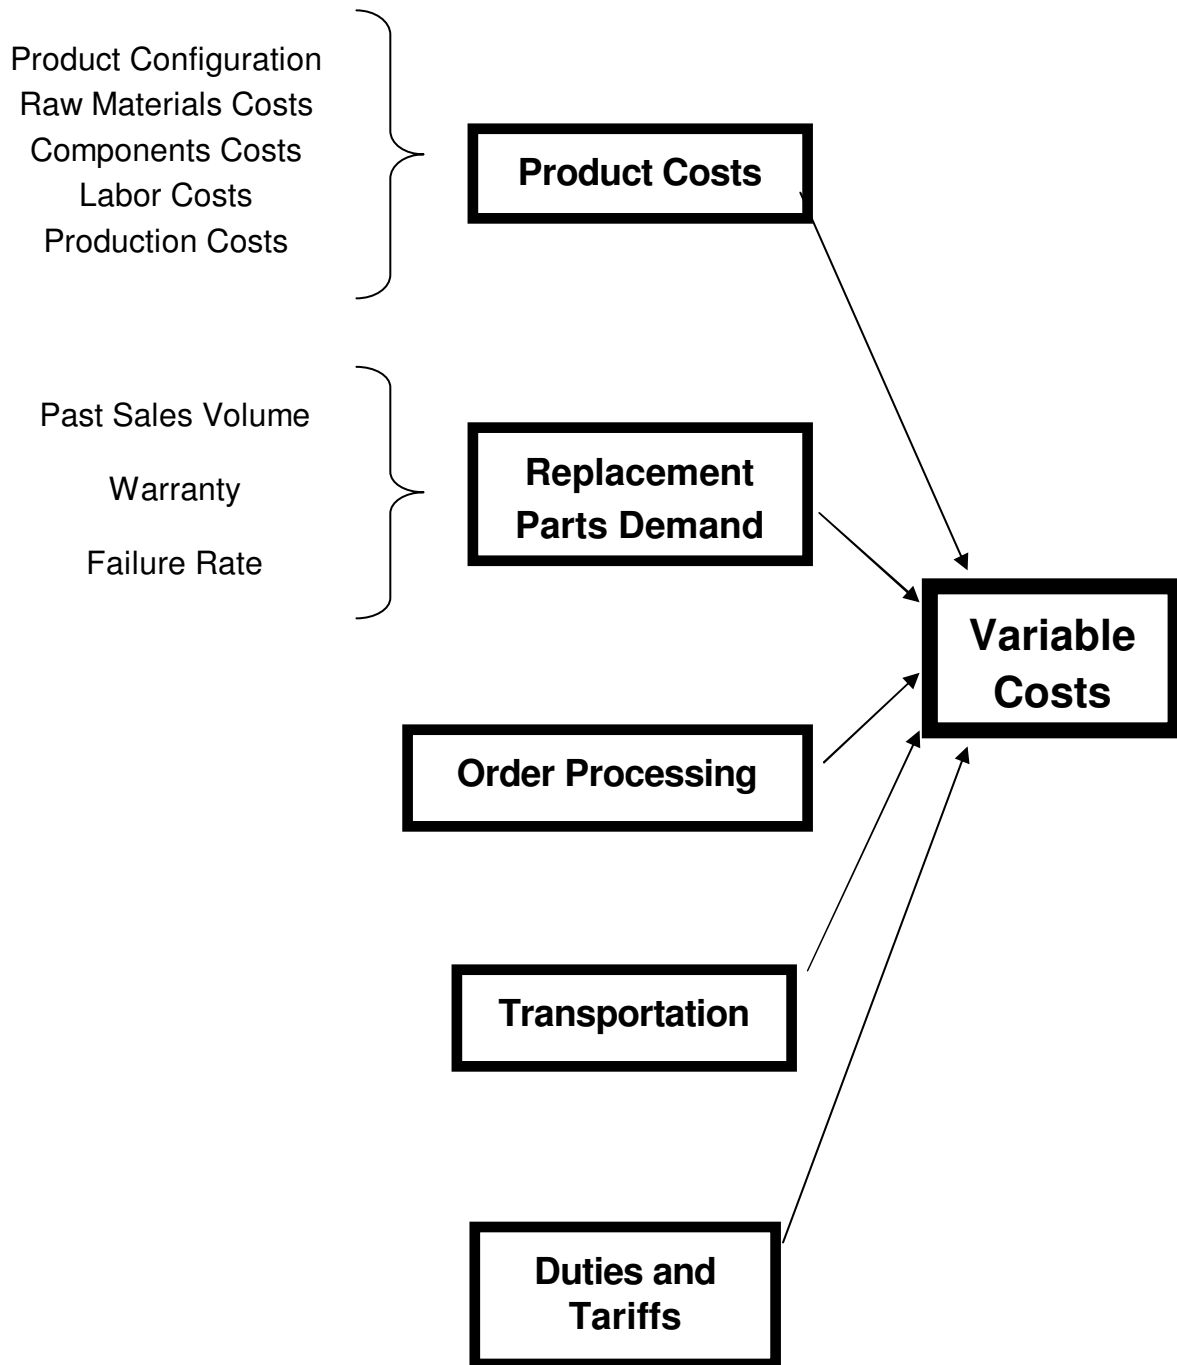 Product Configuration
Raw Materials Costs
Components Costs
Labor Costs
Production Costs
Product Costs
Past Sales Volume
Warranty
Failure Rate
Replacement
Parts Demand
Variable
Costs
Order Processing
Transportation
Duties and
Tariffs